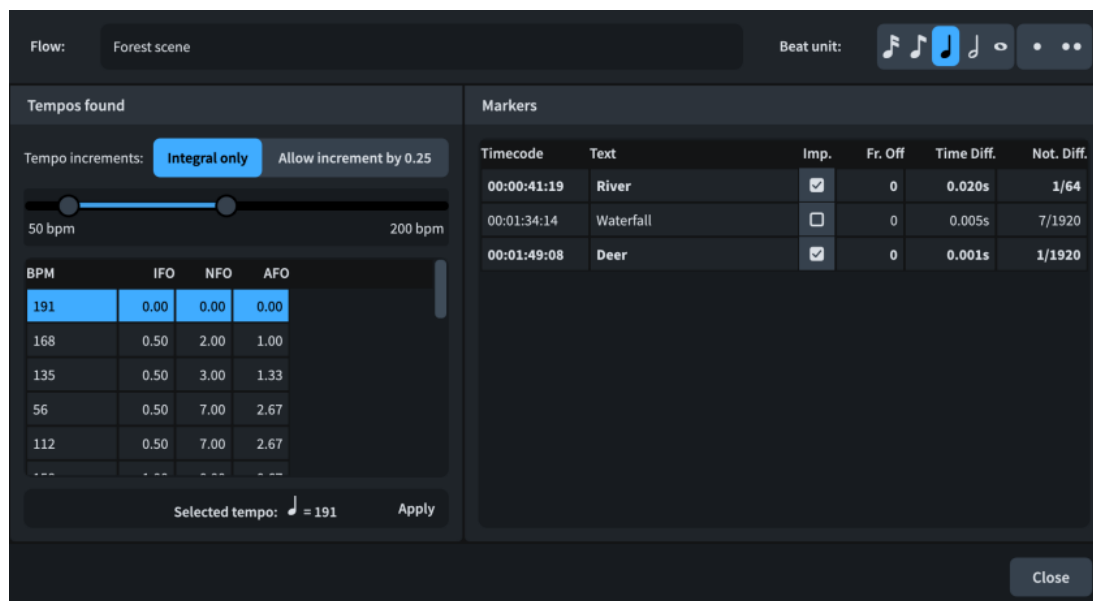 Flow: Forest scene Beat unit:
Tempos found
Tempo increments: Integral only Allow increment by 0.25
50 bpm 200 bpm
BPM IFO NFO AFO
191 0.00 0.00 0.00
168 0.50 2.00 1.00
135 0.50 3.00 1.33
56 0.50 7.00 2.67
112 0.50 7.00 2.67
Selected tempo: ♩ = 191 Apply
Markers
Timecode Text Imp. Fr. Off Time Diff. Not. Diff.
00:00:41:19 River 0 0.020s 1/64
00:01:34:14 Waterfall 0 0.005s 7/1920
00:01:49:08 Deer 0 0.001s 1/1920
Close